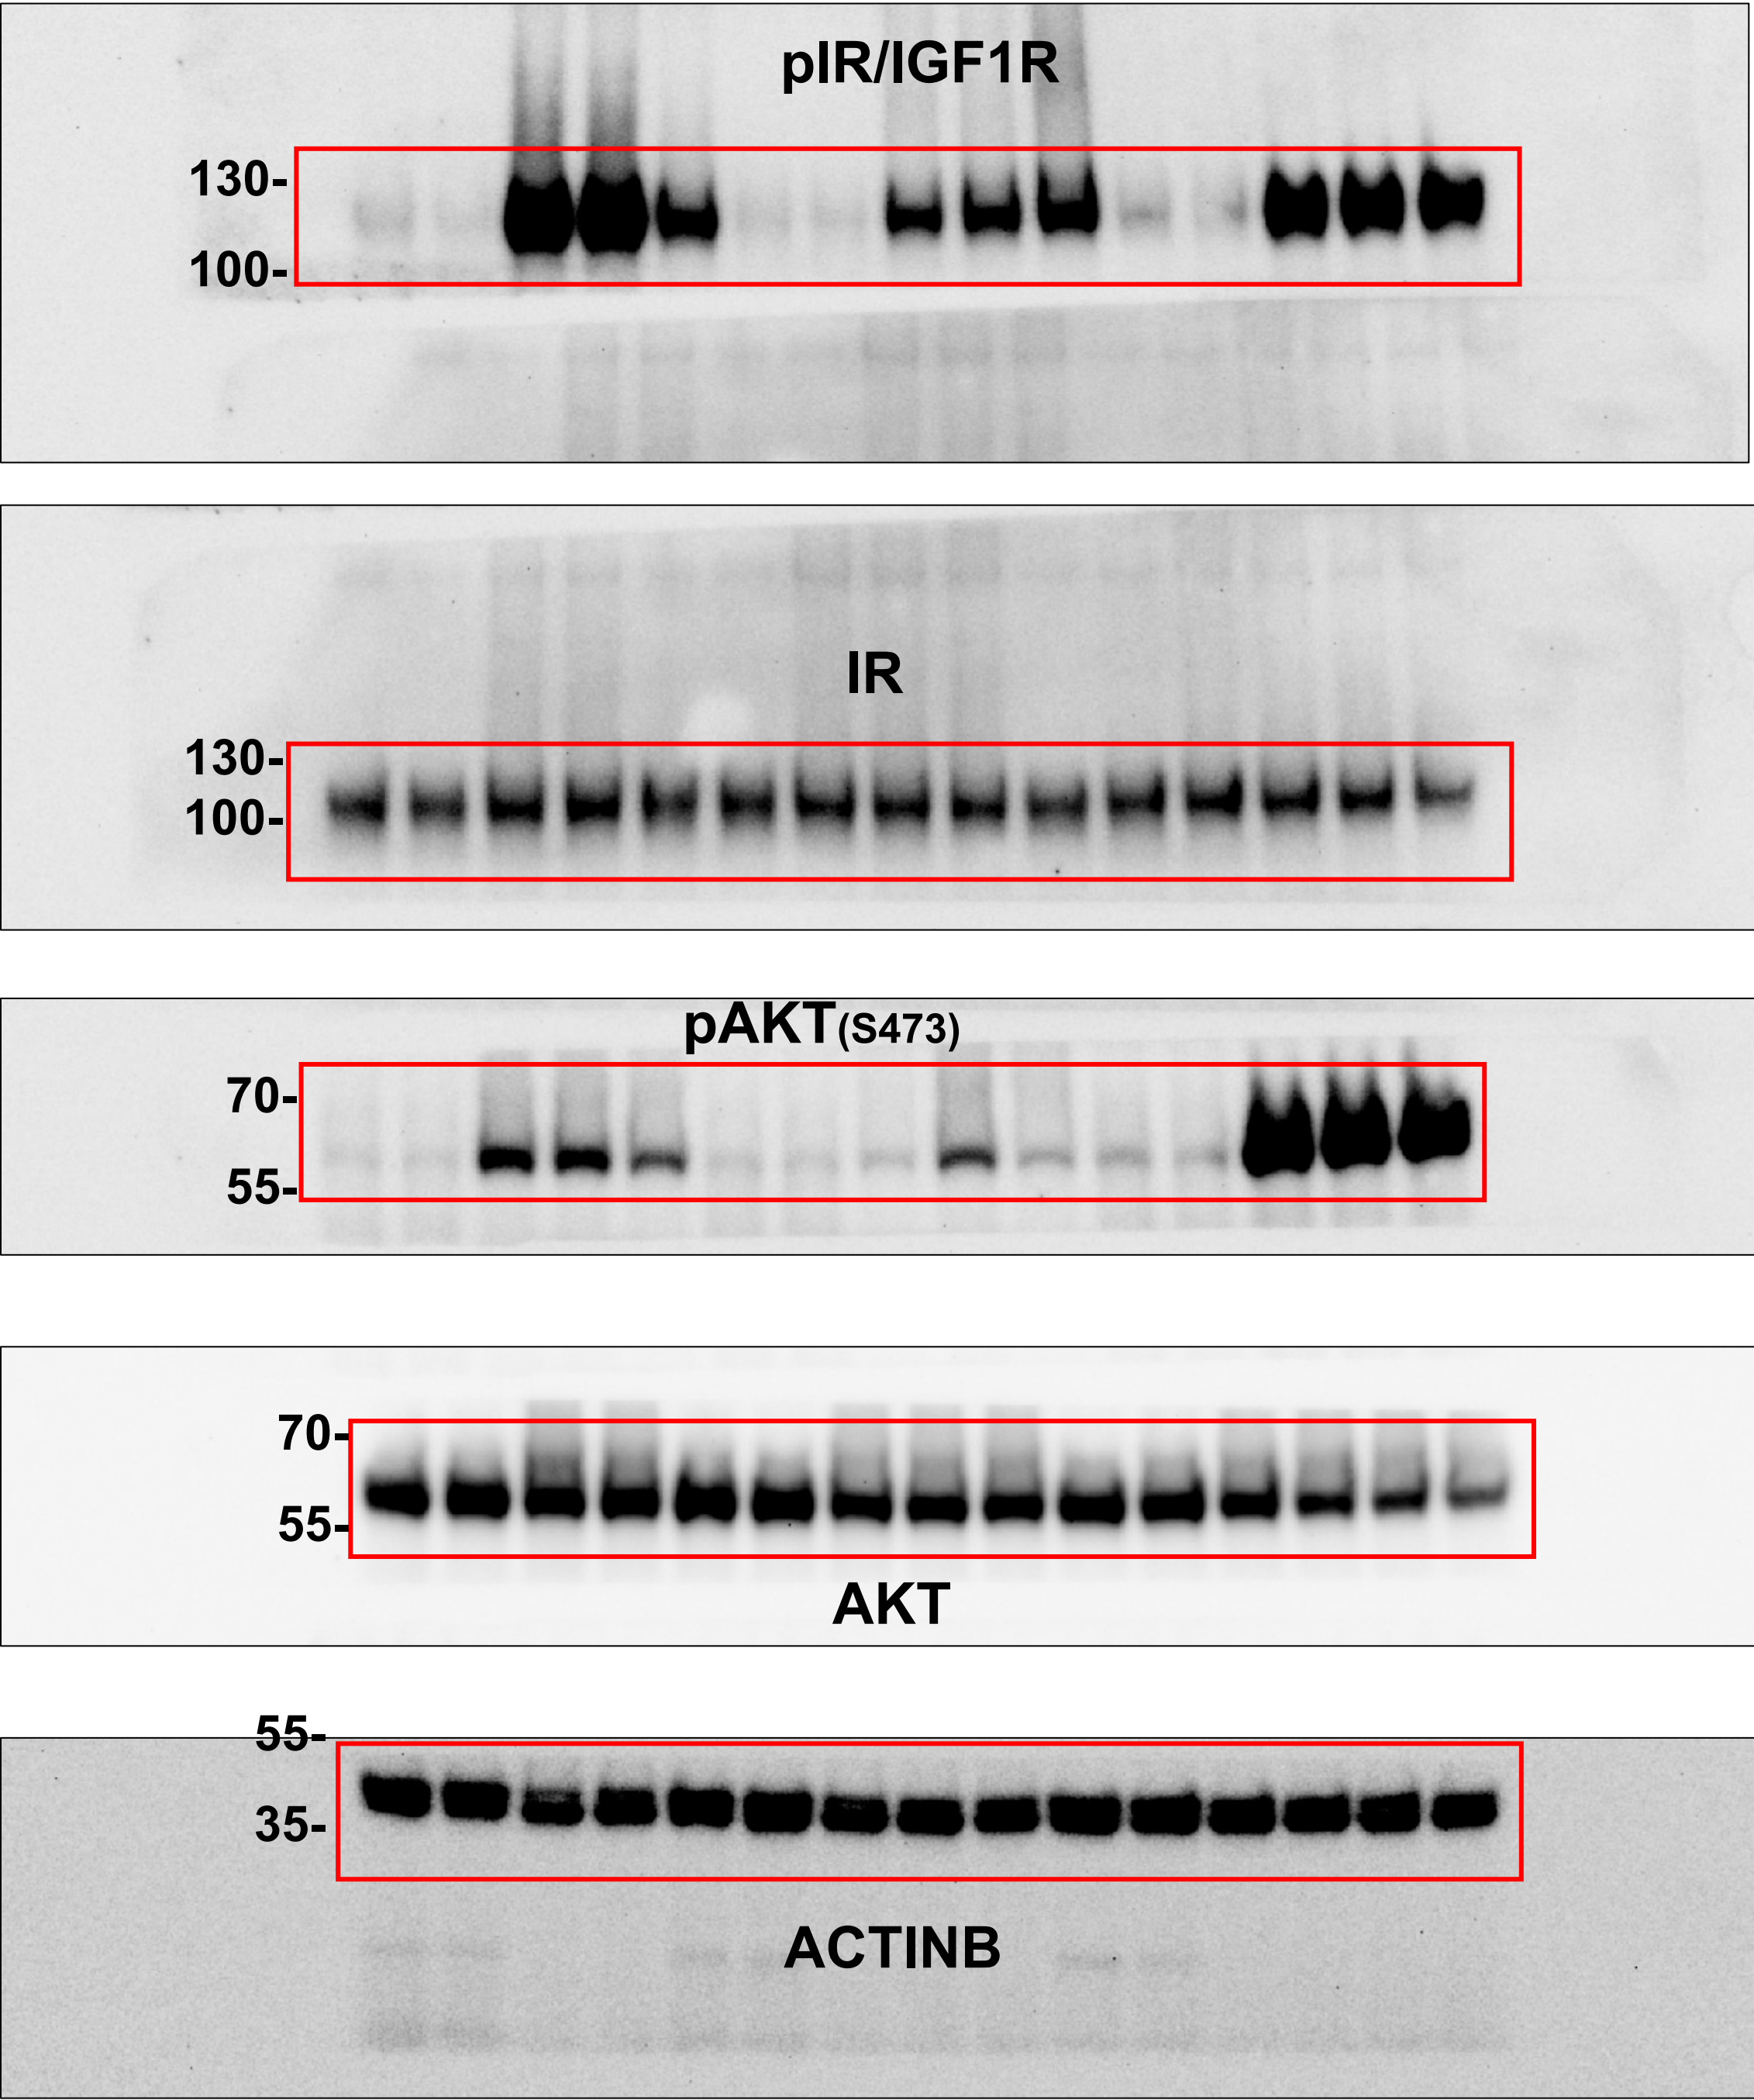 pIR/IGF1R
130-
100-
IR
130-
100-
pAKT(S473)
70-
55-
70-
55-
AKT
55-
35-
ACTINB